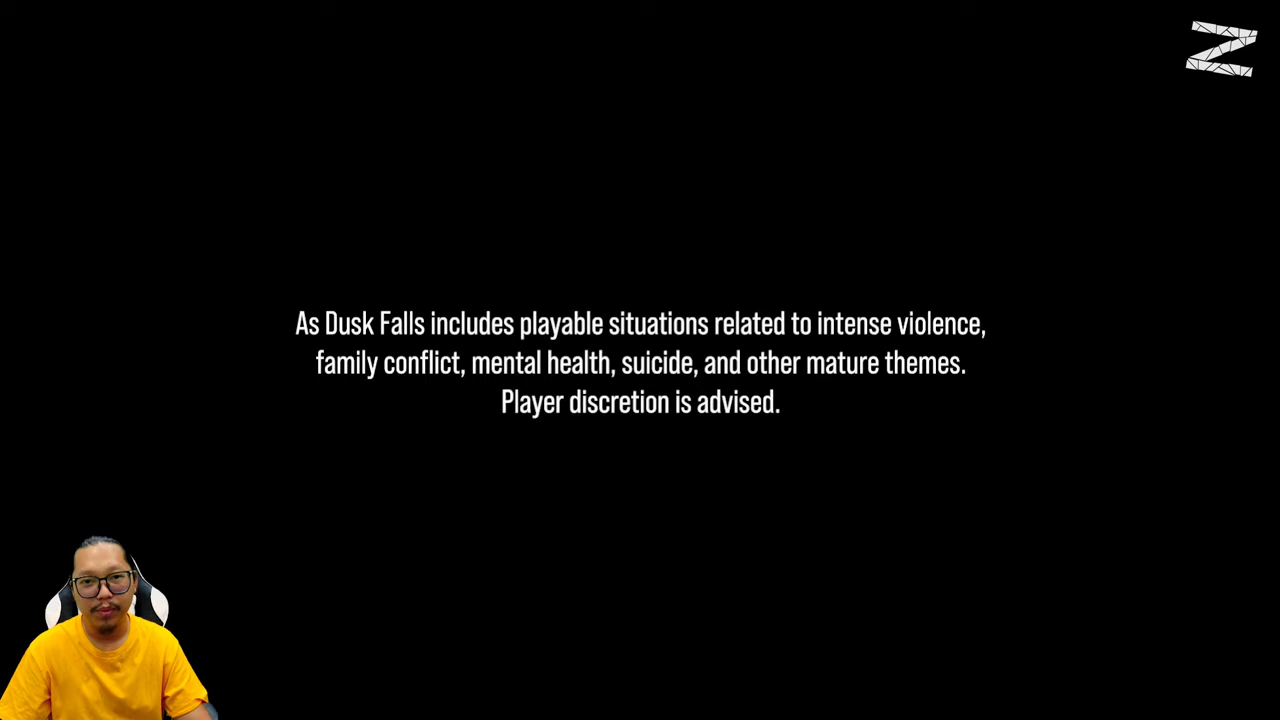 Z
As Dusk Falls includes playable situations related to intense violence,
family conflict, mental health, suicide, and other mature themes.
Player discretion is advised.